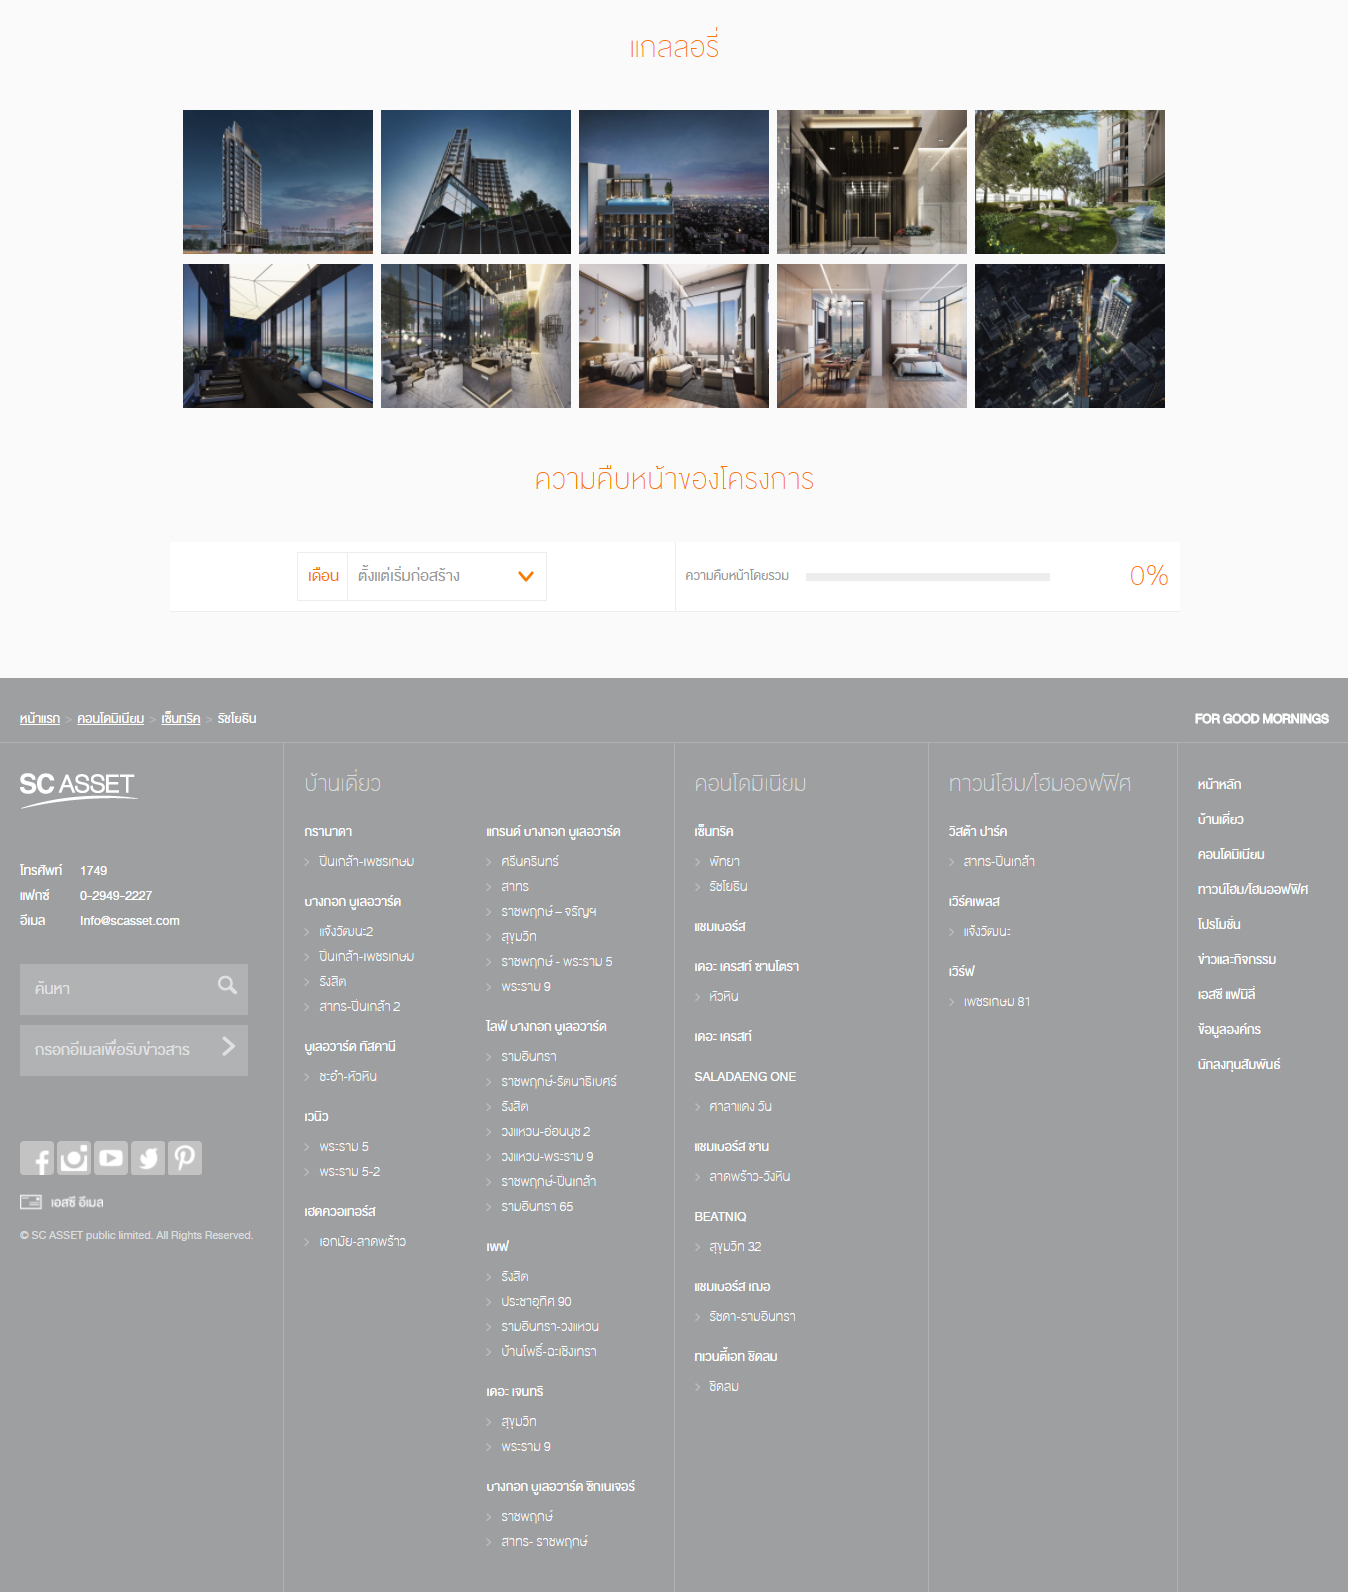 แกลลอรี่
ความคืบหน้าของโครงการ
เดือน ตั้งแต่เริ่มก่อสร้าง
ความคืบหน้าโดยรวม 0%
หน้าแรก > คอนโดมิเนียม > เซ็นทริค > รัชโยธิน
FOR GOOD MORNINGS
SC ASSET
โทรศัพท์ 1749
แฟกซ์ 0-2949-2227
อีเมล Info@scasset.com
ค้นหา
กรอกอีเมลเพื่อรับข่าวสาร
เอสซี อีเมล
© SC ASSET public limited. All Rights Reserved.
บ้านเดี่ยว
กรานาดา
ปิ่นเกล้า-เพชรเกษม
บางกอก บูเลอวาร์ด
แจ้งวัฒนะ2
ปิ่นเกล้า-เพชรเกษม
รังสิต
สาทร-ปิ่นเกล้า 2
บูเลอวาร์ด ทัสคานี
ชะอำ-หัวหิน
เวนิว
พระราม 5
พระราม 5-2
เฮดควอเทอร์ส
เอกมัย-ลาดพร้าว
แกรนด์ บางกอก บูเลอวาร์ด
ศรีนครินทร์
สาทร
ราชพฤกษ์ – จรัญฯ
สุขุมวิท
ราชพฤกษ์ - พระราม 5
พระราม 9
ไลฟ์ บางกอก บูเลอวาร์ด
รามอินทรา
ราชพฤกษ์-รัตนาธิเบศร์
รังสิต
วงแหวน-อ่อนนุช 2
วงแหวน-พระราม 9
ราชพฤกษ์-ปิ่นเกล้า
รามอินทรา 65
เพฟ
รังสิต
ประชาอุทิศ 90
รามอินทรา-วงแหวน
บ้านโพธิ์-ฉะเชิงเทรา
เดอะ เจนทริ
สุขุมวิท
พระราม 9
บางกอก บูเลอวาร์ด ซิกเนเจอร์
ราชพฤกษ์
สาทร- ราชพฤกษ์
คอนโดมิเนียม
เซ็นทริค
พัทยา
รัชโยธิน
แชมเบอร์ส
เดอะ เครสท์ ซานโตรา
หัวหิน
เดอะ เครสท์
SALADAENG ONE
ศาลาแดง วัน
แชมเบอร์ส ชาน
ลาดพร้าว-วังหิน
BEATNIQ
สุขุมวิท 32
แชมเบอร์ส เฌอ
รัชดา-รามอินทรา
ทเวนตี้เอท ชิดลม
ชิดลม
ทาวน์โฮม/โฮมออฟฟิศ
วิสต้า ปาร์ค
สาทร-ปิ่นเกล้า
เวิร์คเพลส
แจ้งวัฒนะ
เวิร์ฟ
เพชรเกษม 81
หน้าหลัก
บ้านเดี่ยว
คอนโดมิเนียม
ทาวน์โฮม/โฮมออฟฟิศ
โปรโมชั่น
ข่าวและกิจกรรม
เอสซี แฟมิลี่
ข้อมูลองค์กร
นักลงทุนสัมพันธ์